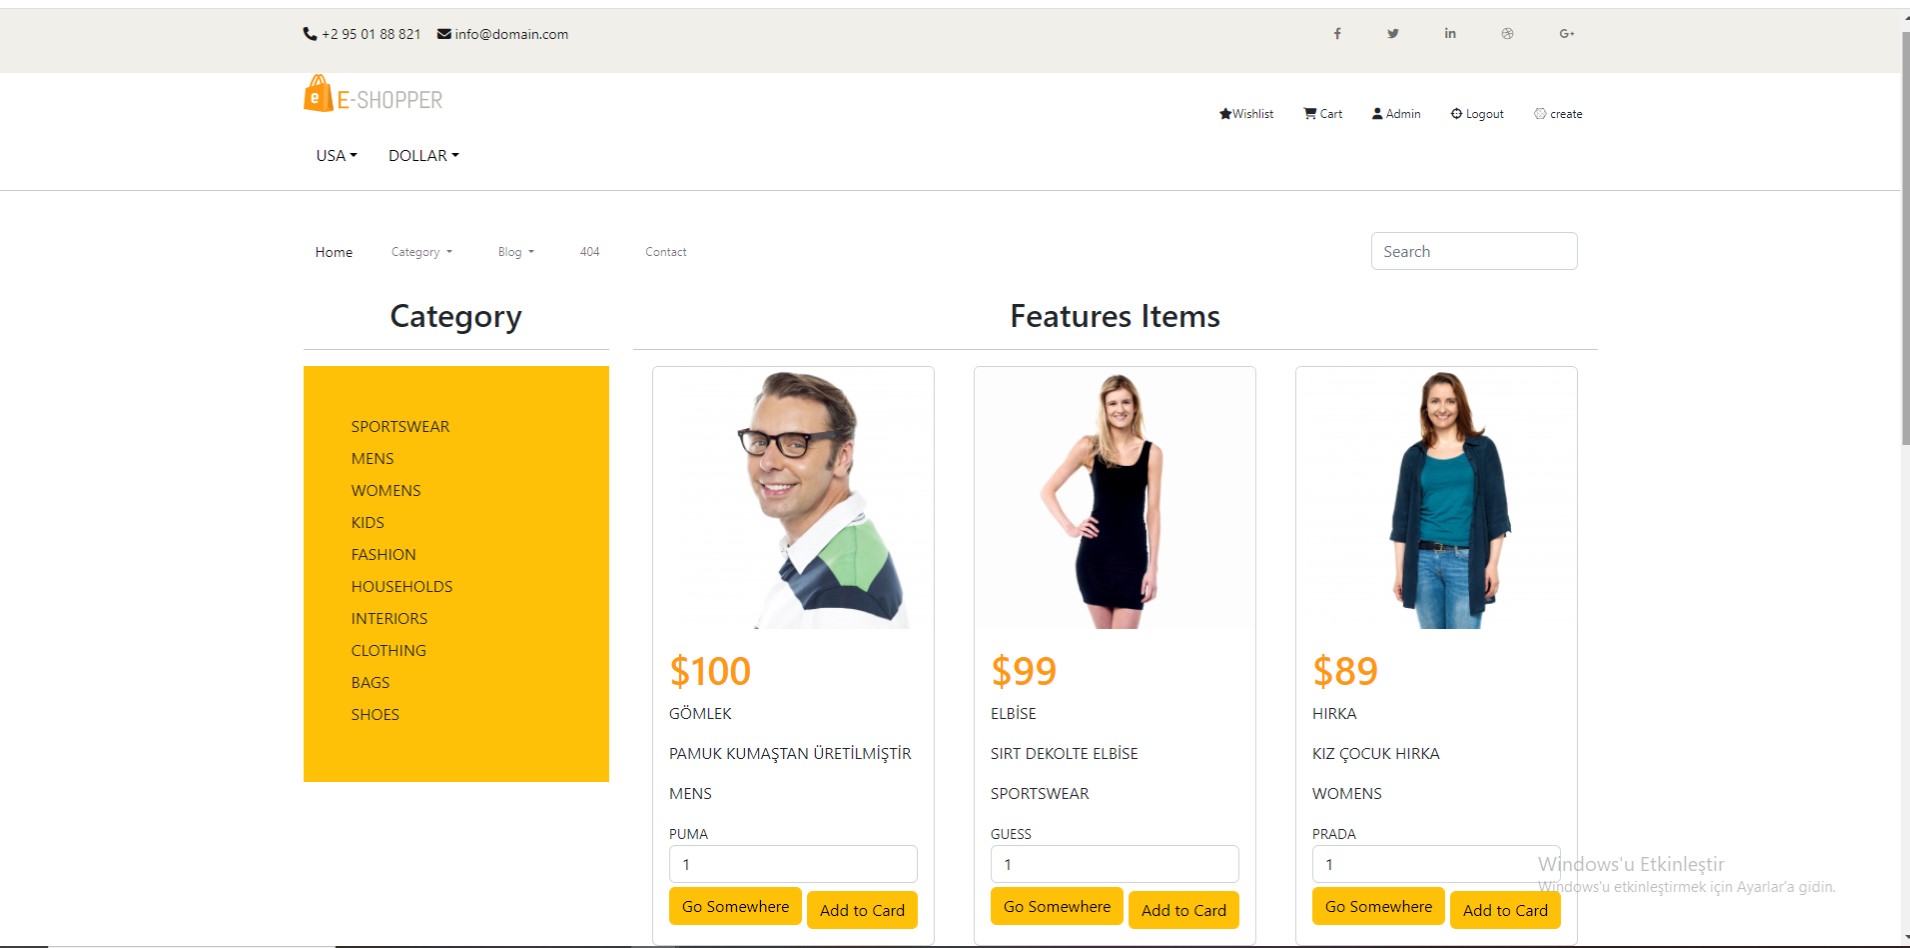 +2 95 01 88 821 info@domain.com
e E-SHOPPER
Wishlist Cart Admin Logout create
USA DOLLAR
Home Category Blog 404 Contact Search
Category
Features Items
SPORTSWEAR
MENS
WOMENS
KIDS
FASHION
HOUSEHOLDS
INTERIORS
CLOTHING
BAGS
SHOES
$100
GÖMLEK
PAMUK KUMAŞTAN ÜRETİLMİŞTİR
MENS
PUMA
1
Go Somewhere Add to Card
$99
ELBİSE
SIRT DEKOLTE ELBİSE
SPORTSWEAR
GUESS
1
Go Somewhere Add to Card
$89
HIRKA
KIZ ÇOCUK HIRKA
WOMENS
PRADA
1
Go Somewhere Add to Card
Windows'u Etkinleştir
Windows'u etkinleştirmek için Ayarlar'a gidin.